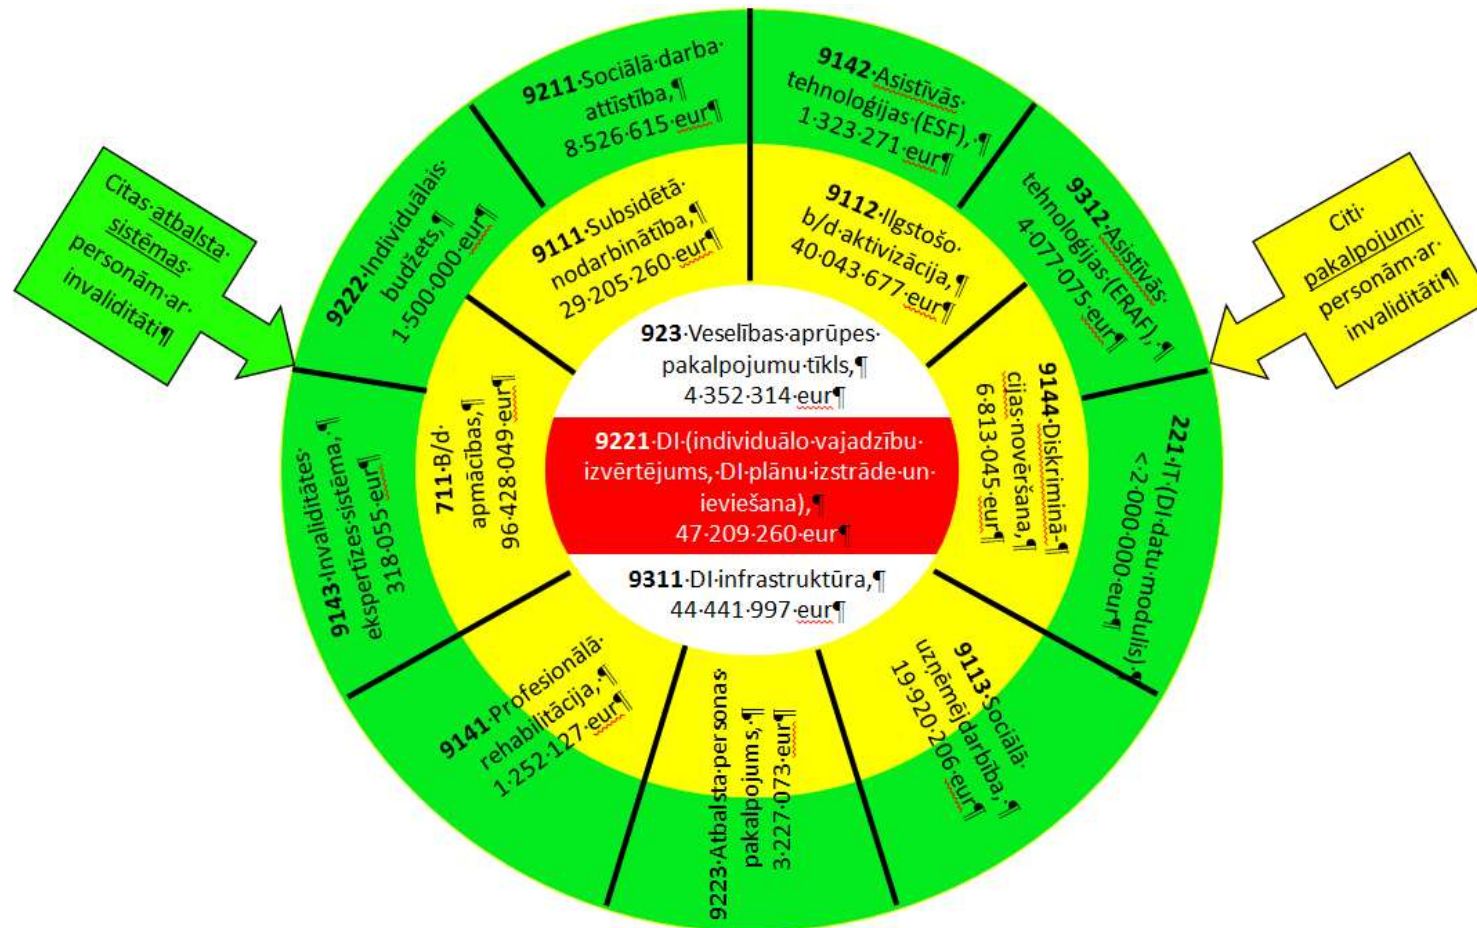 9211·Sociālā·darba·
attīstība,¶
8·526·615·eur¶
9142·Asistīvās·
tehnoloģijas·(ESF),·¶
1·323·271·eur¶
9312·Asistīvās·
tehnoloģijas·(ERAF),·¶
4·077·075·eur¶
221·IT·(DI·datu·modulis)·¶
<·2·000·000·eur¶
9222·Individuālais·
budžets,¶
1·500·000·eur¶
9143·Invaliditātes·
ekspertīzes·sistēma,¶
318·055·eur¶
Citas·atbalsta·
sistēmas·
personām·ar·
invaliditāti¶
Citi·
pakalpojumi·
personām·ar·
invaliditāti¶
9111·Subsidētā·
nodarbinātība,¶
29·205·260·eur¶
9112·Ilgstošo·
b/d·aktivizācija,¶
40·043·677·eur¶
9144·Diskriminā-¶
cijas·novēršana,¶
6·813·045·eur¶
711·B/d·
apmācības,¶
96·428·049·eur¶
923·Veselības·aprūpes·
pakalpojumu·tīkls,¶
4·352·314·eur¶
9221·DI·(individuālo·vajadzību·
izvērtējums,·DI·plānu·izstrāde·un·
ieviešana),¶
47·209·260·eur¶
9311·DI·infrastruktūra,¶
44·441·997·eur¶
9141·Profesionālā·
rehabilitācija,·¶
1·252·127·eur¶
9223·Atbalsta·personas·
pakalpojums,·¶
3·227·073·eur¶
9113·Sociālā·
uzņēmējdarbība,·¶
19·920·206·eur¶